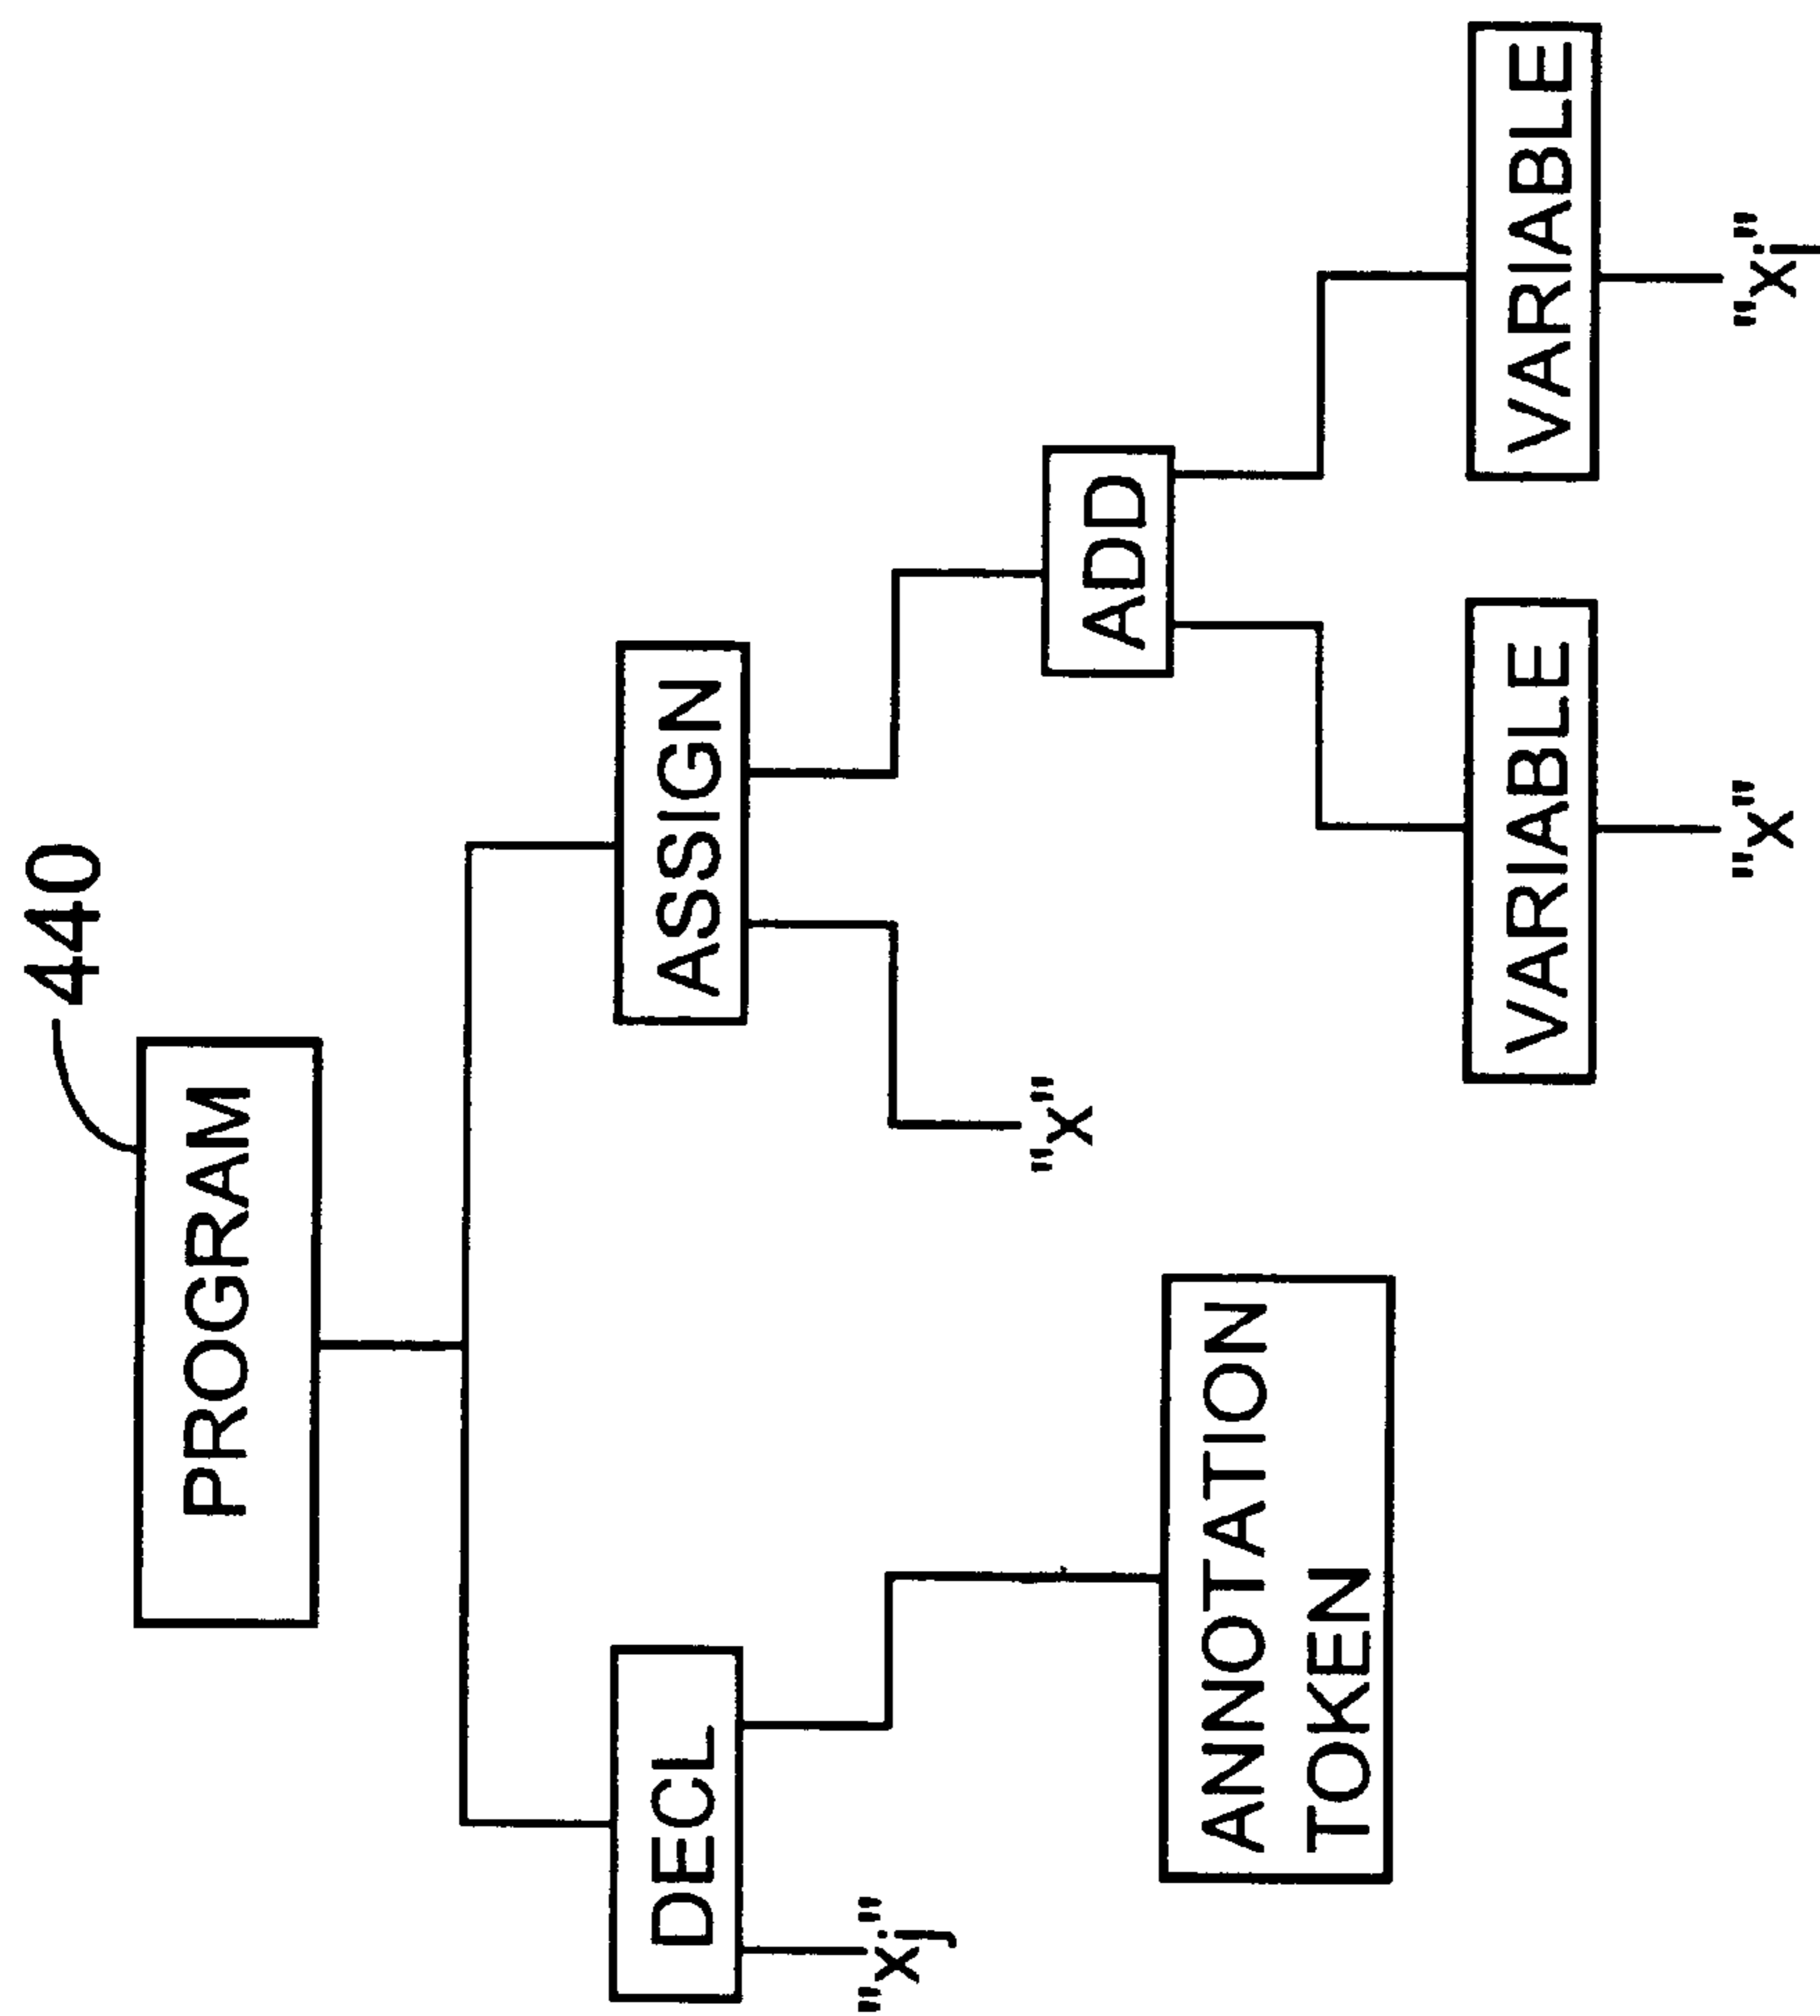 440
PROGRAM
DECL
ASSIGN
"xj"
"x"
ADD
ANNOTATION
TOKEN
VARIABLE
VARIABLE
"x"
"xj"